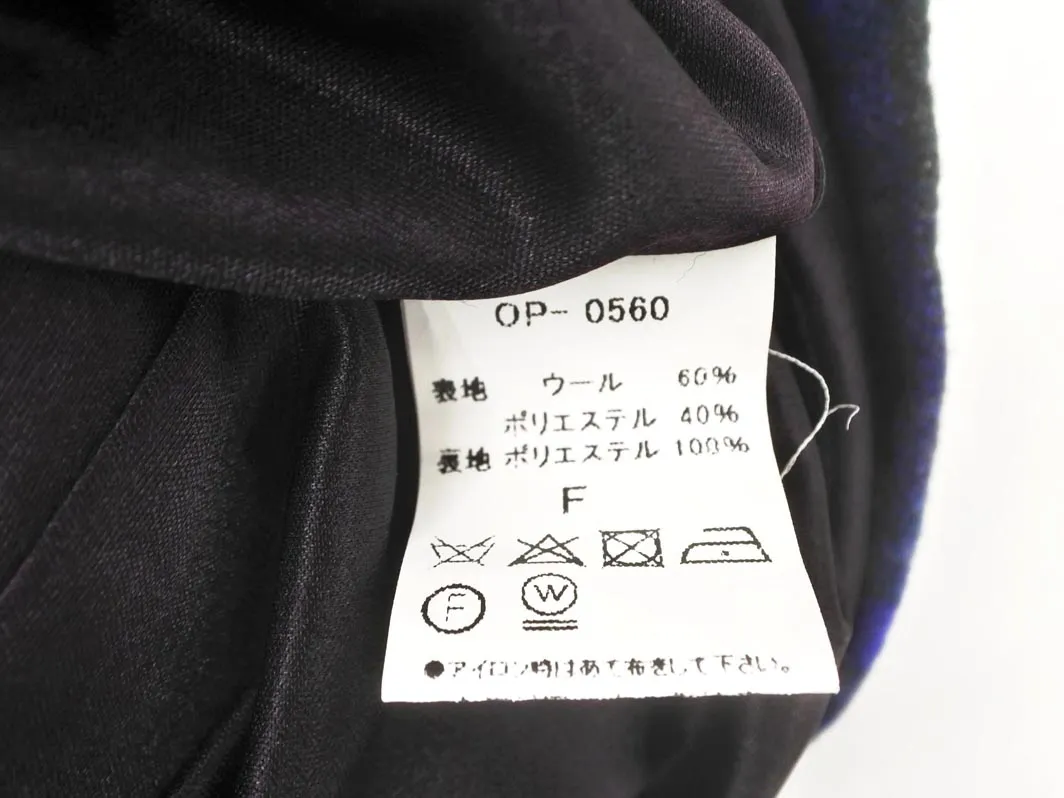 OP- 0560
表地 ウール 60%
ポリエステル 40%
裏地 ポリエステル 100%
F
F W
●アイロン時はあて布をして下さい。